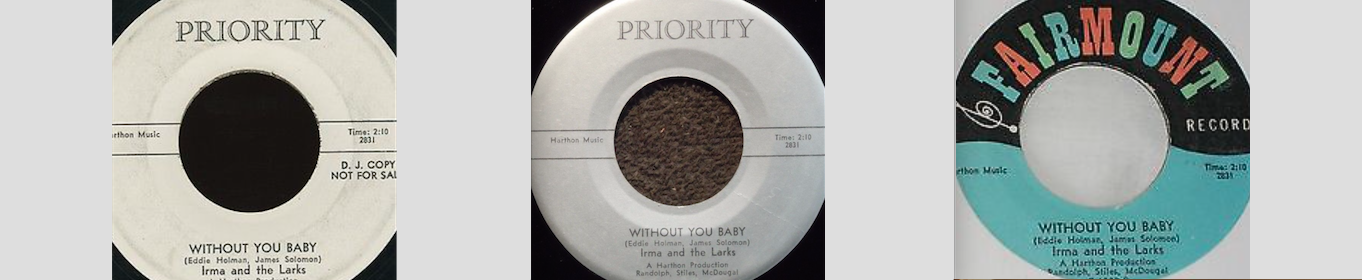 PRIORITY
rthon Music
Time: 2:10
2831
D. J. COPY
NOT FOR SAL
WITHOUT YOU BABY
(Eddie Holman, James Solomon)
Irma and the Larks
A Harthon Production
PRIORITY
Harthon Music
Time: 2:10
2831
WITHOUT YOU BABY
(Eddie Holman, James Solomon)
Irma and the Larks
A Harthon Production
Randolph, Stiles, McDougal
FAIRMOUNT
RECORD
rthon Music
Time: 2:10
2831
WITHOUT YOU BABY
(Eddie Holman, James Solomon)
Irma and the Larks
A Harthon Production
Randolph, Stiles, McDougal